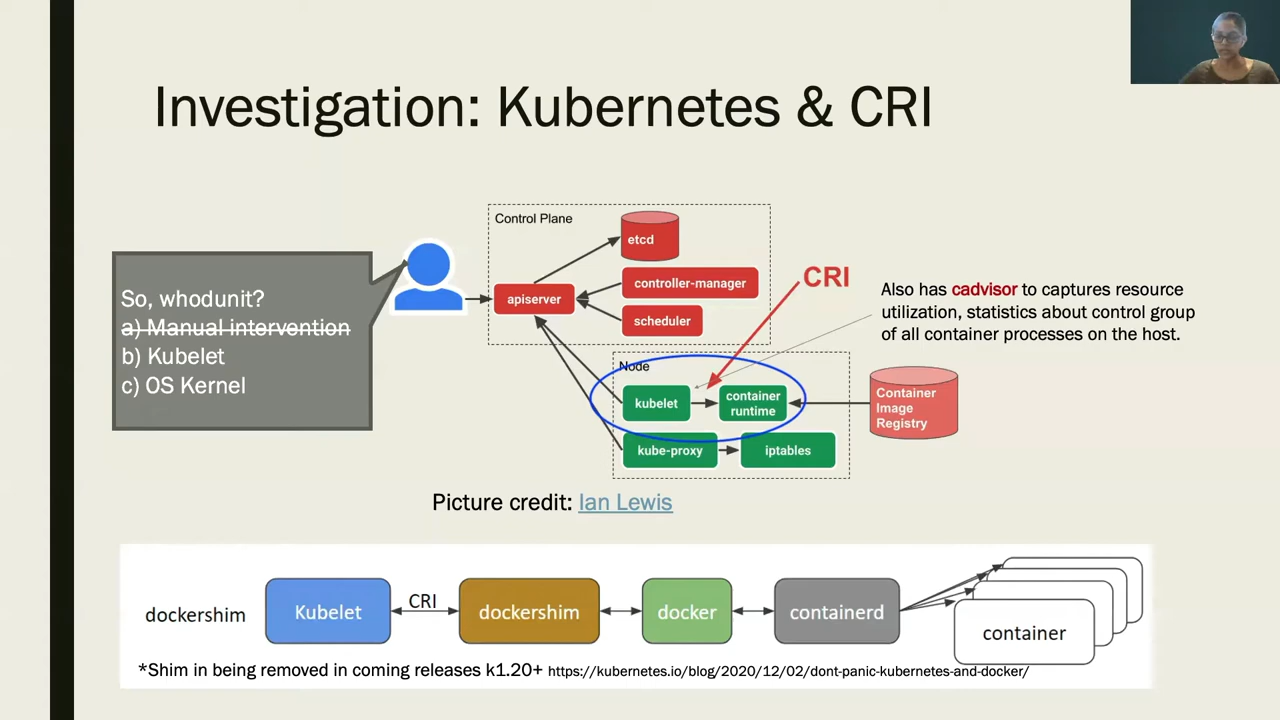 Investigation: Kubernetes & CRI
So, whodunit?
a) Manual intervention
b) Kubelet
c) OS Kernel
Control Plane
etcd
apiserver
controller-manager
scheduler
CRI
Also has cadvisor to captures resource
utilization, statistics about control group
of all container processes on the host.
Node
kubelet
container
runtime
kube-proxy
iptables
Container
Image
Registry
Picture credit: Ian Lewis
dockershim
Kubelet
CRI
dockershim
docker
containerd
container
*Shim in being removed in coming releases k1.20+ https://kubernetes.io/blog/2020/12/02/dont-panic-kubernetes-and-docker/